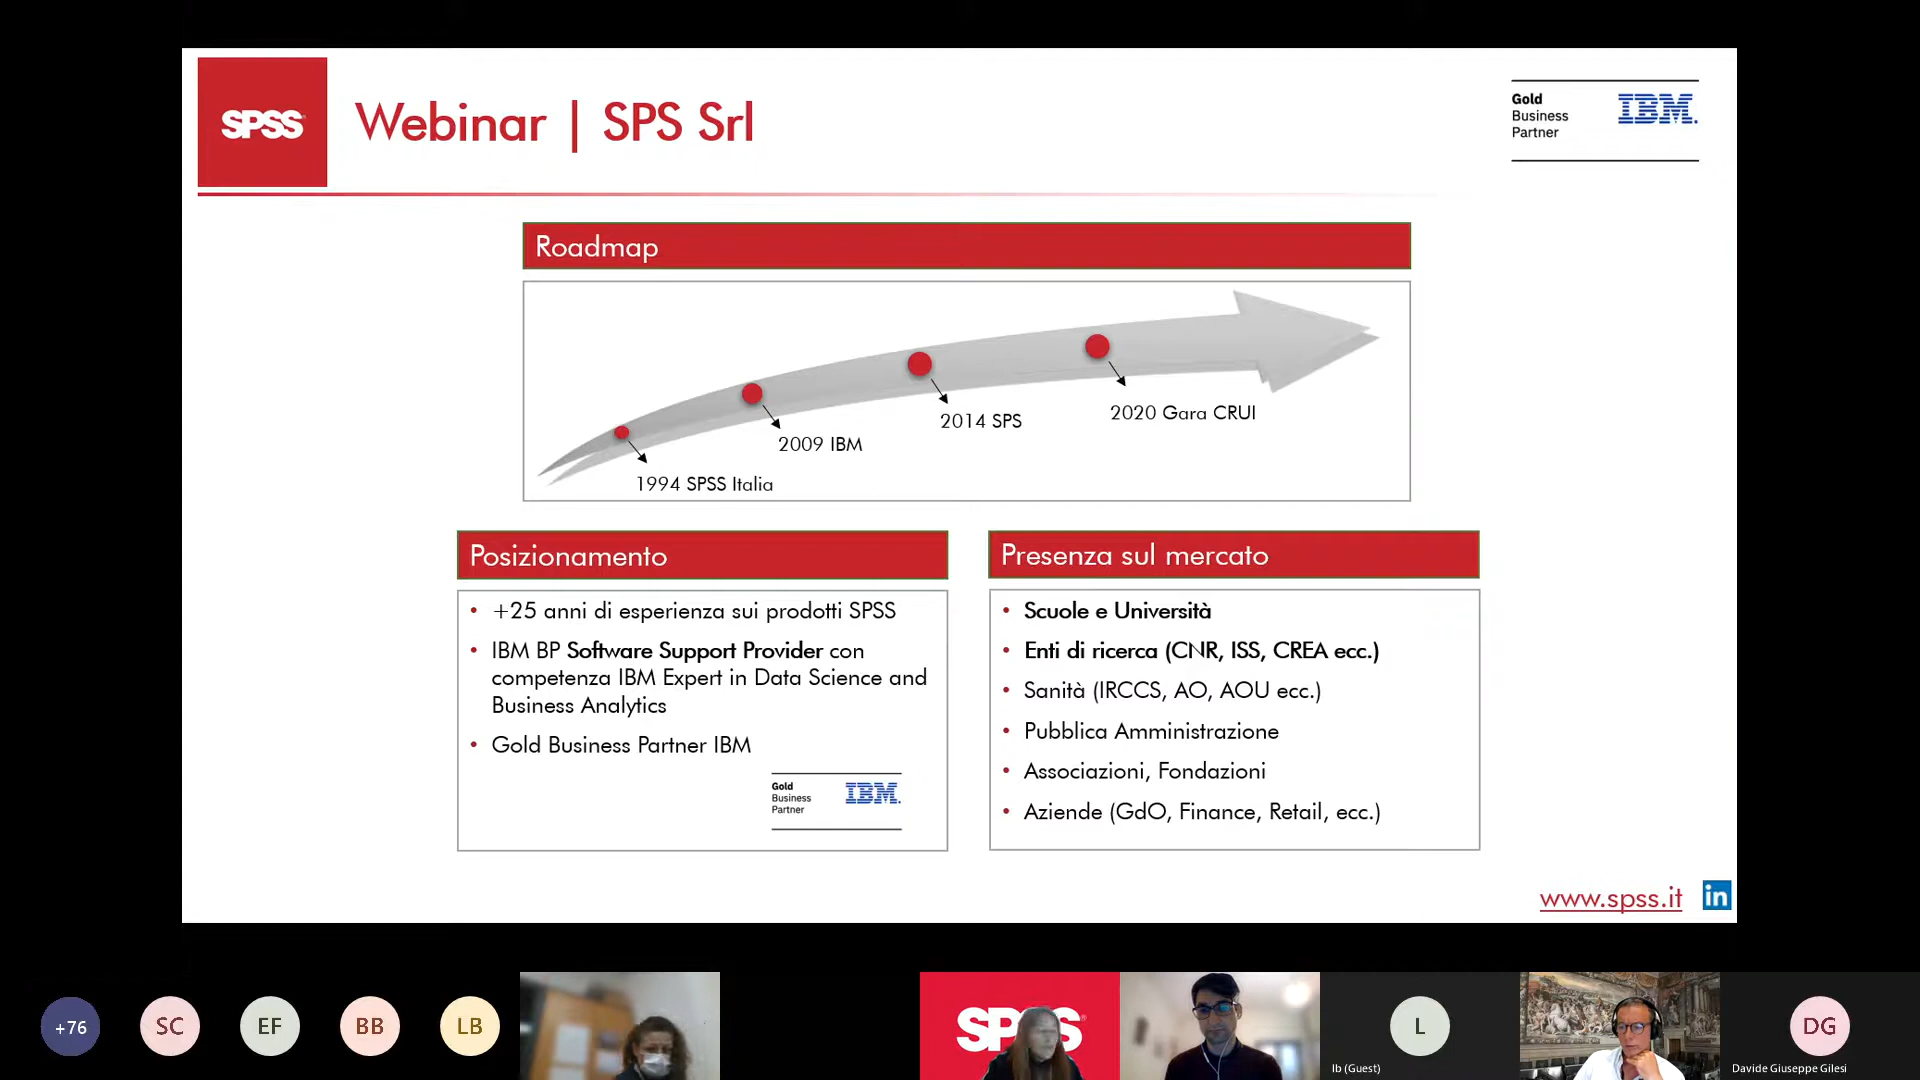 SPSS
Webinar | SPS Srl
Gold
Business
Partner
IBM
Roadmap
1994 SPSS Italia
2009 IBM
2014 SPS
2020 Gara CRUI
Posizionamento
• +25 anni di esperienza sui prodotti SPSS
• IBM BP Software Support Provider con
competenza IBM Expert in Data Science and
Business Analytics
• Gold Business Partner IBM
Gold
Business
Partner
IBM
Presenza sul mercato
• Scuole e Università
• Enti di ricerca (CNR, ISS, CREA ecc.)
• Sanità (IRCCS, AO, AOU ecc.)
• Pubblica Amministrazione
• Associazioni, Fondazioni
• Aziende (GdO, Finance, Retail, ecc.)
www.spss.it
in
+76
SC
EF
BB
LB
L
lb (Guest)
DG
Davide Giuseppe Gilesi